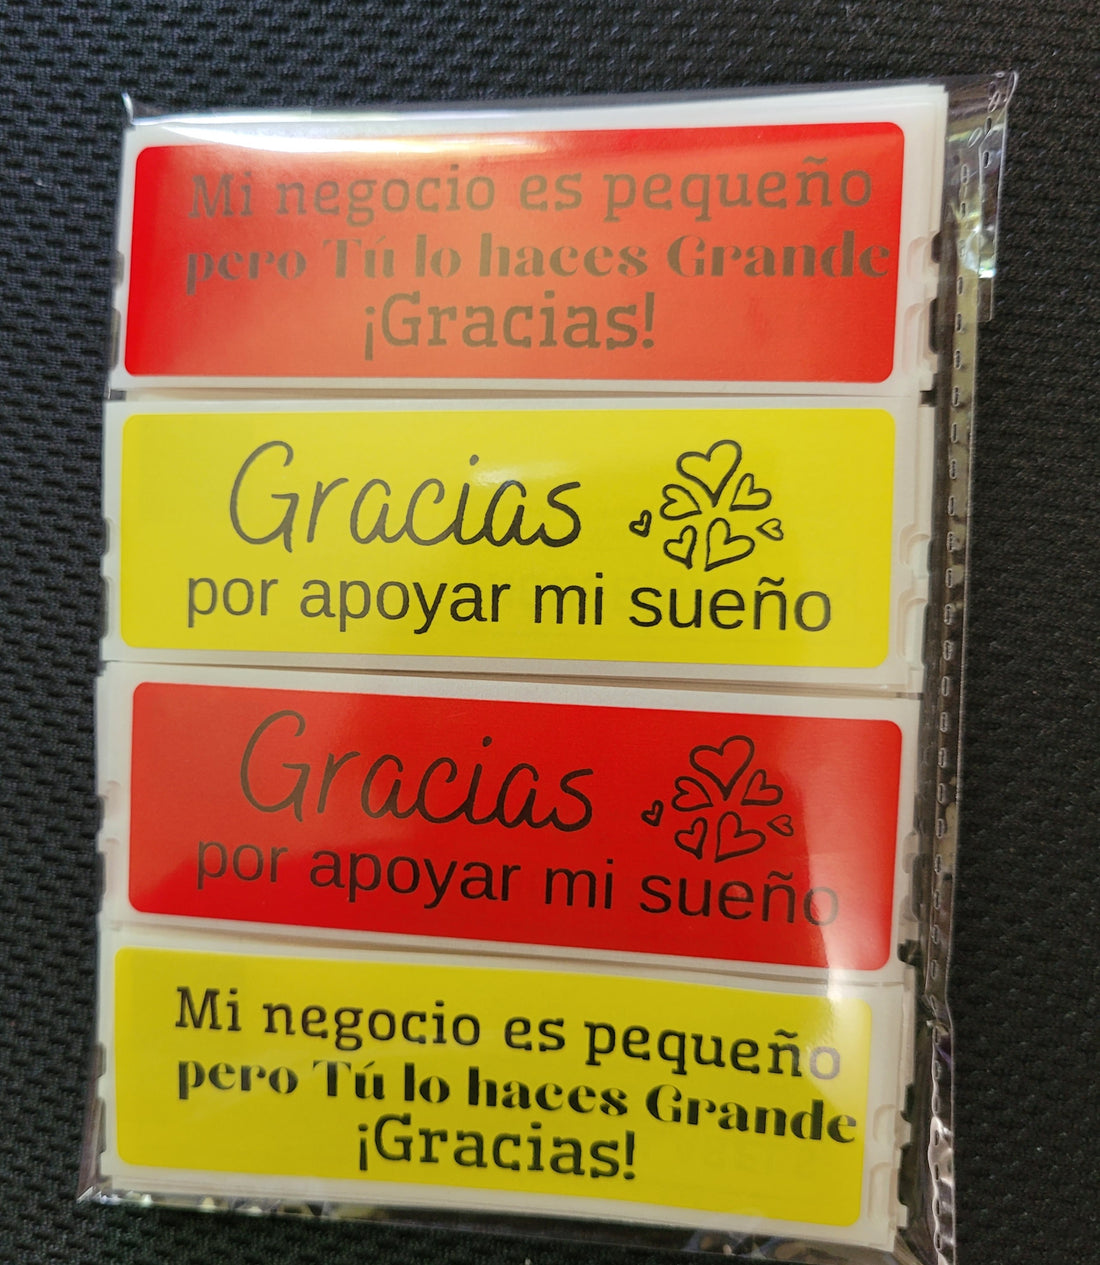 Mi negocio es pequeño
pero Tú lo haces Grande
¡Gracias!
Gracias
por apoyar mi sueño
Gracias
por apoyar mi sueño
Mi negocio es pequeño
pero Tú lo haces Grande
¡Gracias!